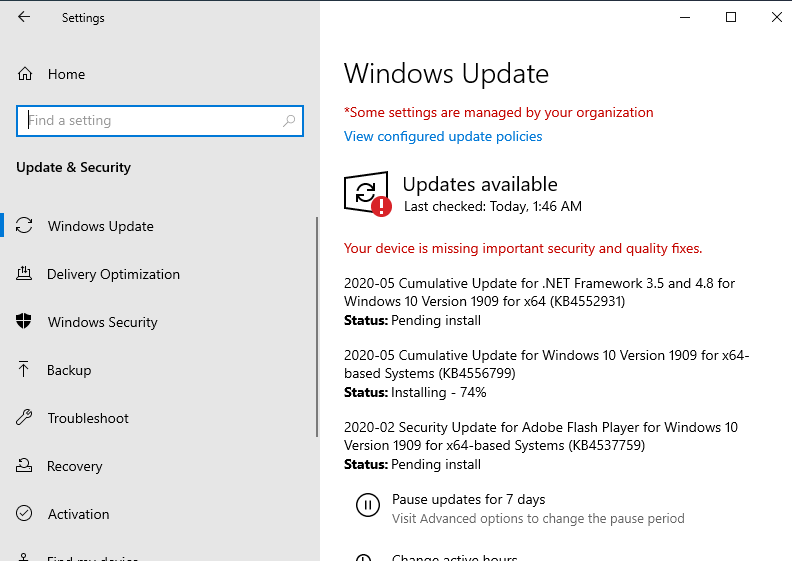 Settings
Home
Find a setting
Update & Security
Windows Update
Delivery Optimization
Windows Security
Backup
Troubleshoot
Recovery
Activation
Find my device
Windows Update
*Some settings are managed by your organization
View configured update policies
Updates available
Last checked: Today, 1:46 AM
Your device is missing important security and quality fixes.
2020-05 Cumulative Update for .NET Framework 3.5 and 4.8 for
Windows 10 Version 1909 for x64 (KB4552931)
Status: Pending install
2020-05 Cumulative Update for Windows 10 Version 1909 for x64-
based Systems (KB4556799)
Status: Installing - 74%
2020-02 Security Update for Adobe Flash Player for Windows 10
Version 1909 for x64-based Systems (KB4537759)
Status: Pending install
Pause updates for 7 days
Visit Advanced options to change the pause period
Change active hours